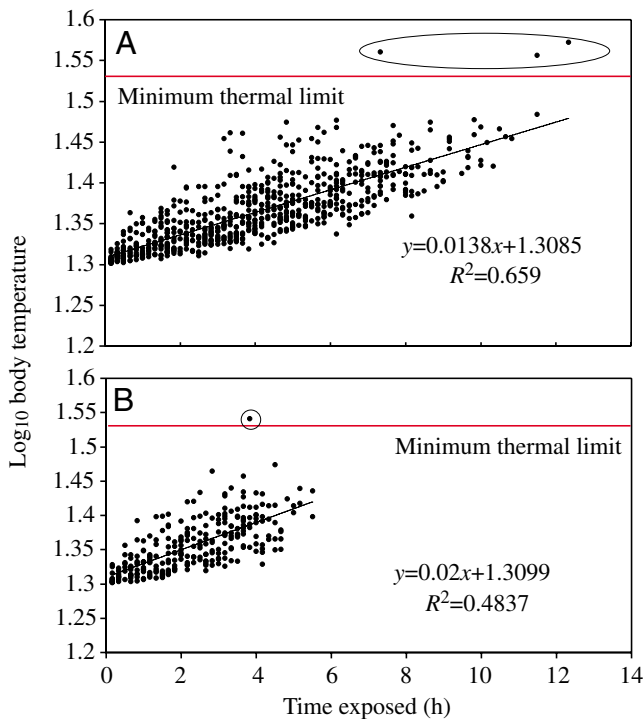 Log10 body temperature
1.6
A
1.55
Minimum thermal limit
1.5
1.45
1.4
1.35
1.3
1.25
1.2
y=0.0138x+1.3085
R²=0.659
1.6
B
1.55
1.5
Minimum thermal limit
1.45
1.4
1.35
1.3
1.25
1.2
y=0.02x+1.3099
R²=0.4837
0 2 4 6 8 10 12 14
Time exposed (h)